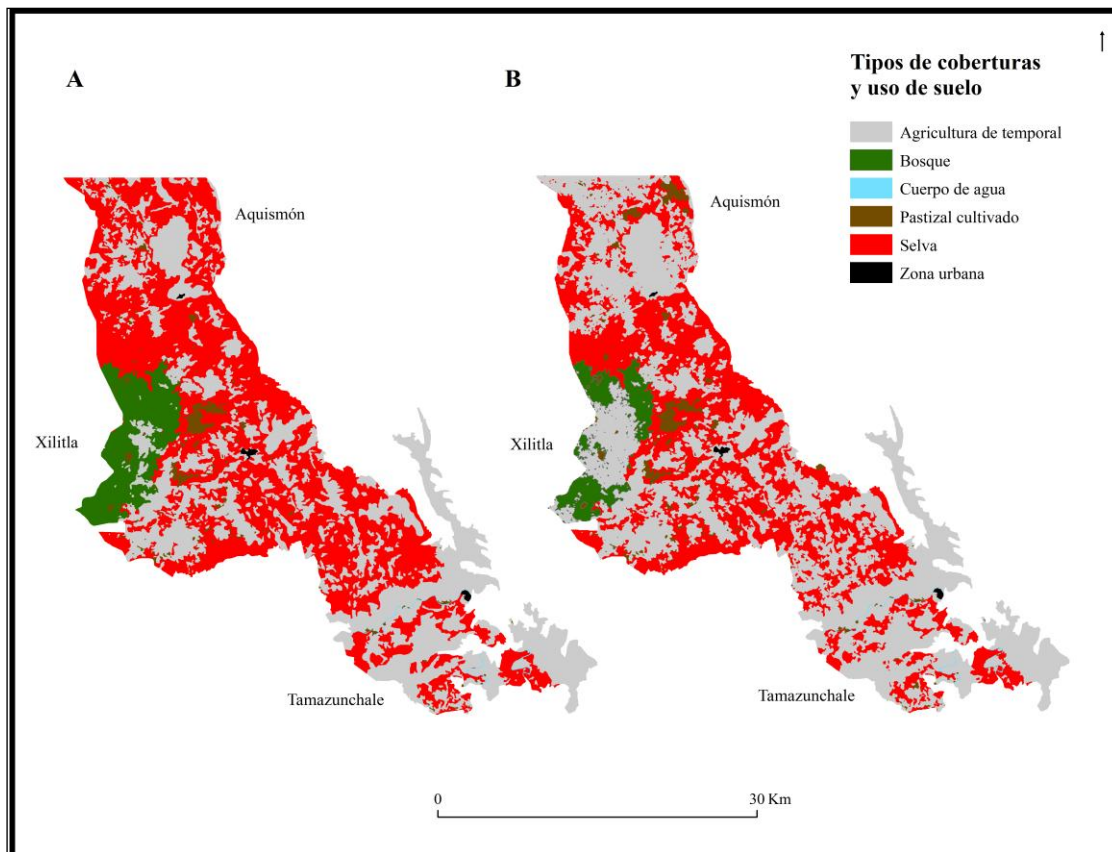 A
B
Tipos de coberturas
y uso de suelo
Agricultura de temporal
Bosque
Cuerpo de agua
Pastizal cultivado
Selva
Zona urbana
Aquismón
Aquismón
Xilitla
Xilitla
Tamazunchale
Tamazunchale
0
30 Km